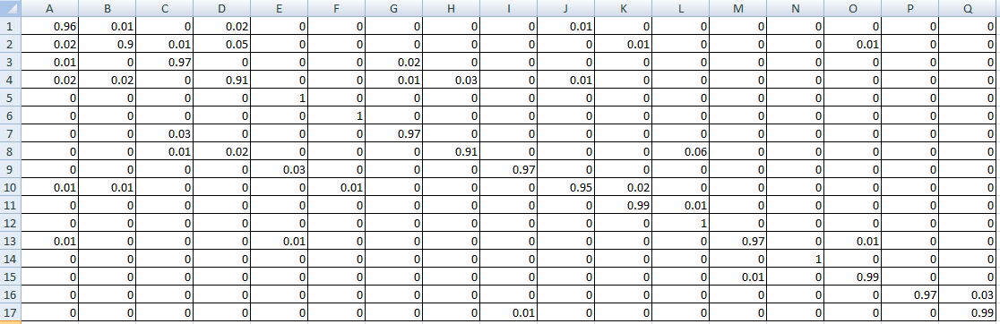 A B C D E F G H I J K L M N O P Q
1 0.96 0.01 0 0.02 0 0 0 0 0 0.01 0 0 0 0 0 0 0
2 0.02 0.9 0.01 0.05 0 0 0 0 0 0 0.01 0 0 0 0.01 0 0
3 0.01 0 0.97 0 0 0 0.02 0 0 0 0 0 0 0 0 0 0
4 0.02 0.02 0 0.91 0 0 0.01 0.03 0 0.01 0 0 0 0 0 0 0
5 0 0 0 0 1 0 0 0 0 0 0 0 0 0 0 0 0
6 0 0 0 0 0 1 0 0 0 0 0 0 0 0 0 0 0
7 0 0 0.03 0 0 0 0.97 0 0 0 0 0 0 0 0 0 0
8 0 0 0.01 0.02 0 0 0 0.91 0 0 0 0.06 0 0 0 0 0
9 0 0 0 0 0.03 0 0 0 0.97 0 0 0 0 0 0 0 0
10 0.01 0.01 0 0 0 0.01 0 0 0 0.95 0.02 0 0 0 0 0 0
11 0 0 0 0 0 0 0 0 0 0 0.99 0.01 0 0 0 0 0
12 0 0 0 0 0 0 0 0 0 0 0 1 0 0 0 0 0
13 0.01 0 0 0 0.01 0 0 0 0 0 0 0 0.97 0 0.01 0 0
14 0 0 0 0 0 0 0 0 0 0 0 0 0 1 0 0 0
15 0 0 0 0 0 0 0 0 0 0 0 0 0.01 0 0.99 0 0
16 0 0 0 0 0 0 0 0 0 0 0 0 0 0 0 0.97 0.03
17 0 0 0 0 0 0 0 0 0.01 0 0 0 0 0 0 0 0.99